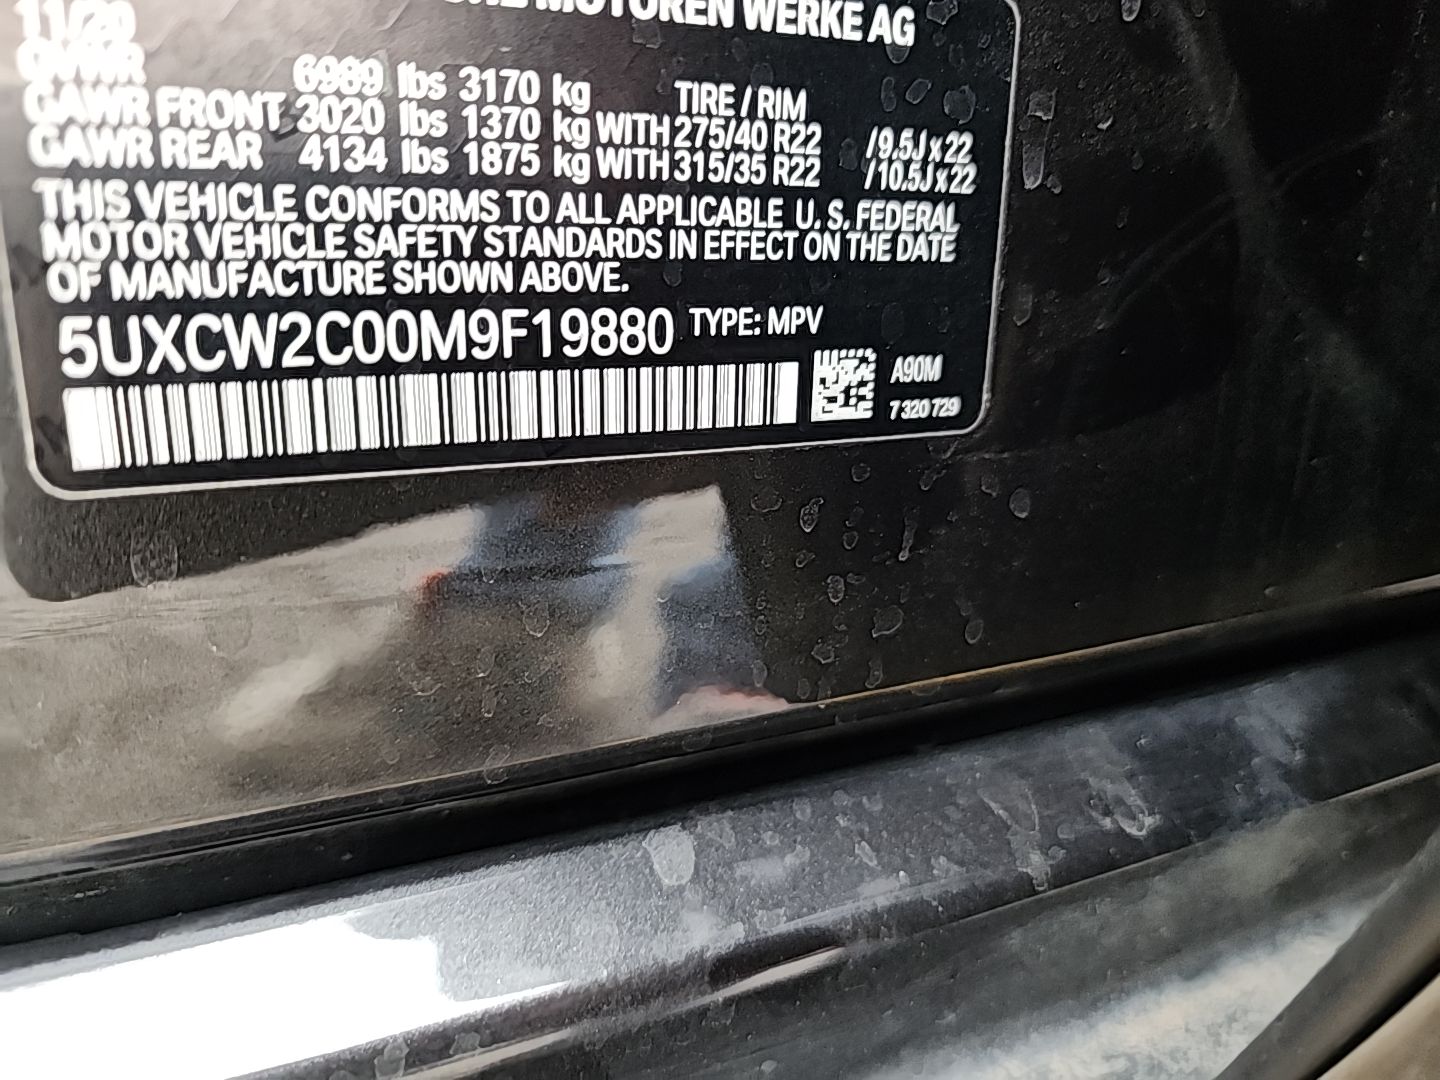 MOTOREN WERKE AG
11/20
GVWR 6989 lbs 3170 kg TIRE / RIM
GAWR FRONT 3020 lbs 1370 kg WITH 275/40 R22 / 9.5J x 22
GAWR REAR 4134 lbs 1875 kg WITH 315/35 R22 / 10.5J x 22
THIS VEHICLE CONFORMS TO ALL APPLICABLE U. S. FEDERAL
MOTOR VEHICLE SAFETY STANDARDS IN EFFECT ON THE DATE
OF MANUFACTURE SHOWN ABOVE.
5UXCW2C00M9F19880 TYPE: MPV
A90M
7 320 729